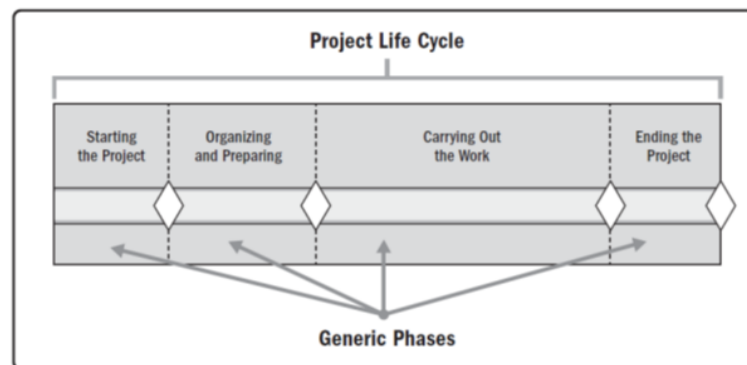 Project Life Cycle
Starting
the Project
Organizing
and Preparing
Carrying Out
the Work
Ending the
Project
Generic Phases